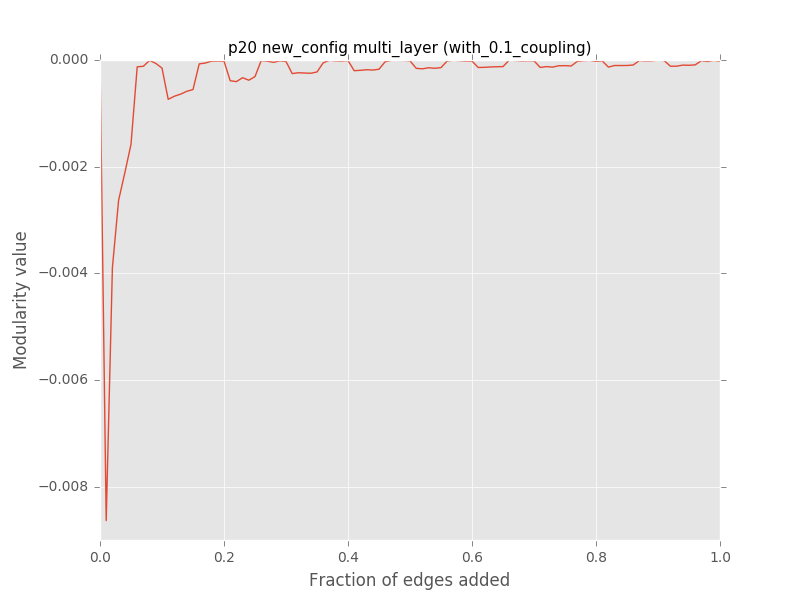 p20 new_config multi_layer (with_0.1_coupling)
0.000
−0.002
−0.004
−0.006
−0.008
Modularity value
0.0 0.2 0.4 0.6 0.8 1.0
Fraction of edges added